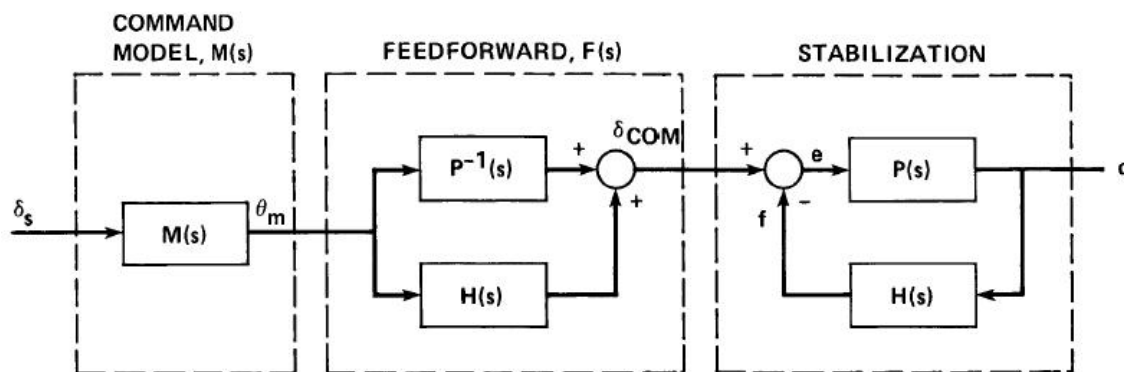 COMMAND
MODEL, M(s)
FEEDFORWARD, F(s)
STABILIZATION
δs
M(s)
θm
P⁻¹(s)
H(s)
+
+
δCOM
+
e
−
f
P(s)
H(s)